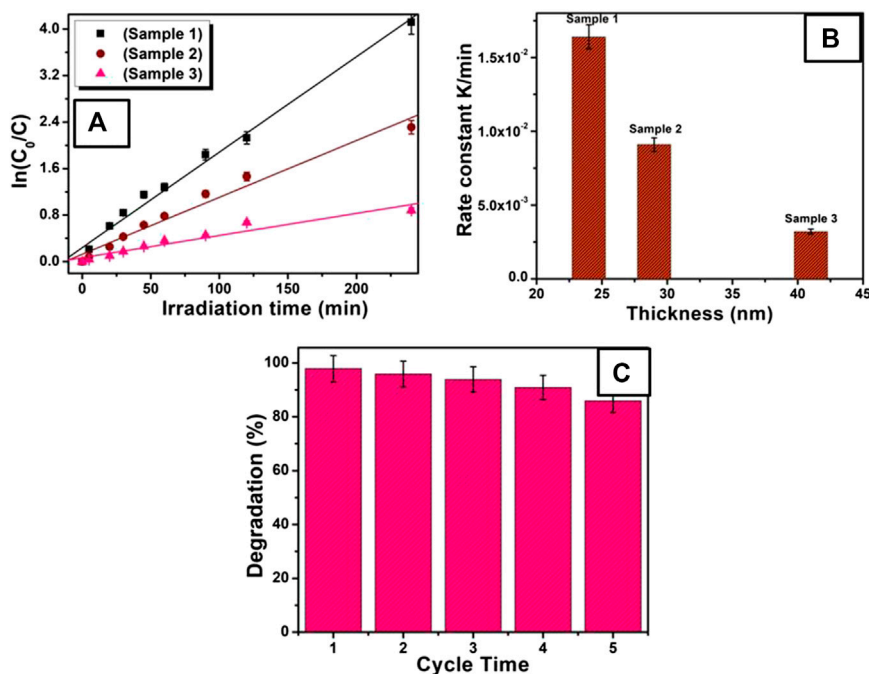 4.0
3.2
2.4
1.6
0.8
0.0
ln(C₀/C)
(Sample 1)
(Sample 2)
(Sample 3)
A
0 50 100 150 200
Irradiation time (min)
B
1.5x10⁻²
1.0x10⁻²
5.0x10⁻³
0.0
Rate constant K/min
Sample 1
Sample 2
Sample 3
20 25 30 35 40 45
Thickness (nm)
C
100
80
60
40
20
0
Degradation (%)
1 2 3 4 5
Cycle Time